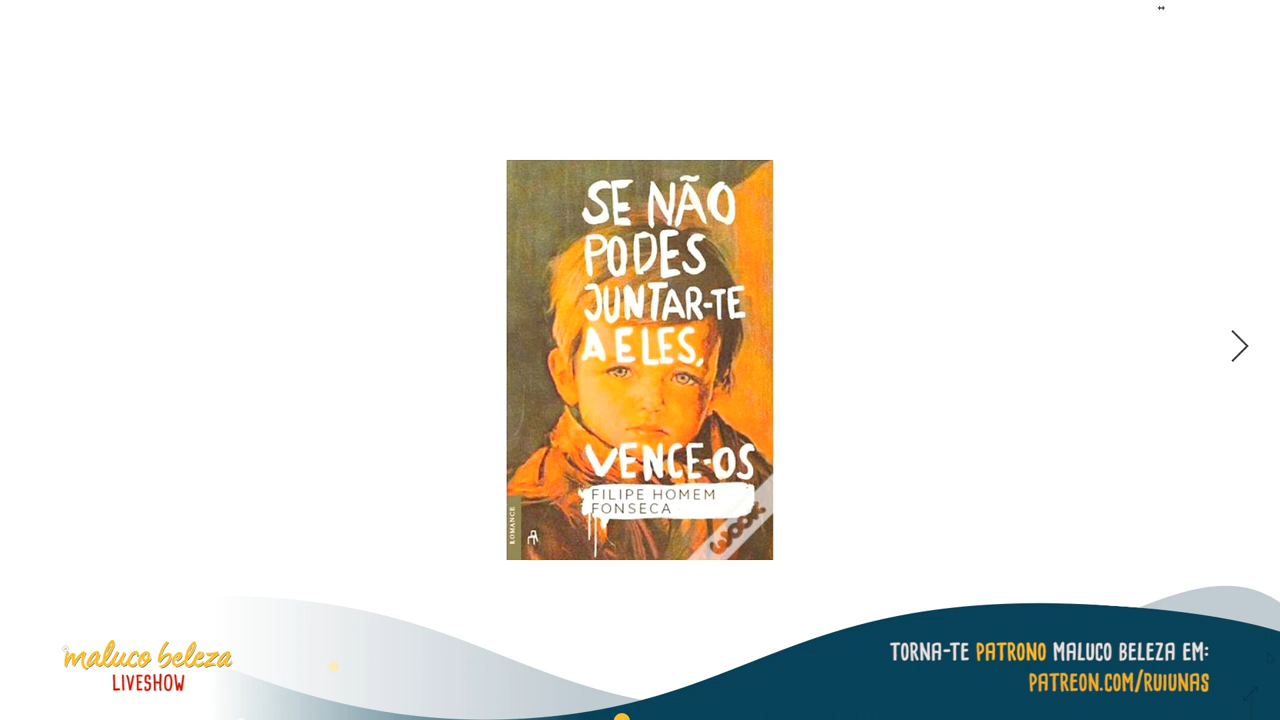 SE NÃO
PODES
JUNTAR-TE
A ELES,
VENCE-OS
FILIPE HOMEM
FONSECA
ROMANCE
wook
maluco beleza
LIVESHOW
TORNA-TE PATRONO MALUCO BELEZA EM:
PATREON.COM/RUIUNAS